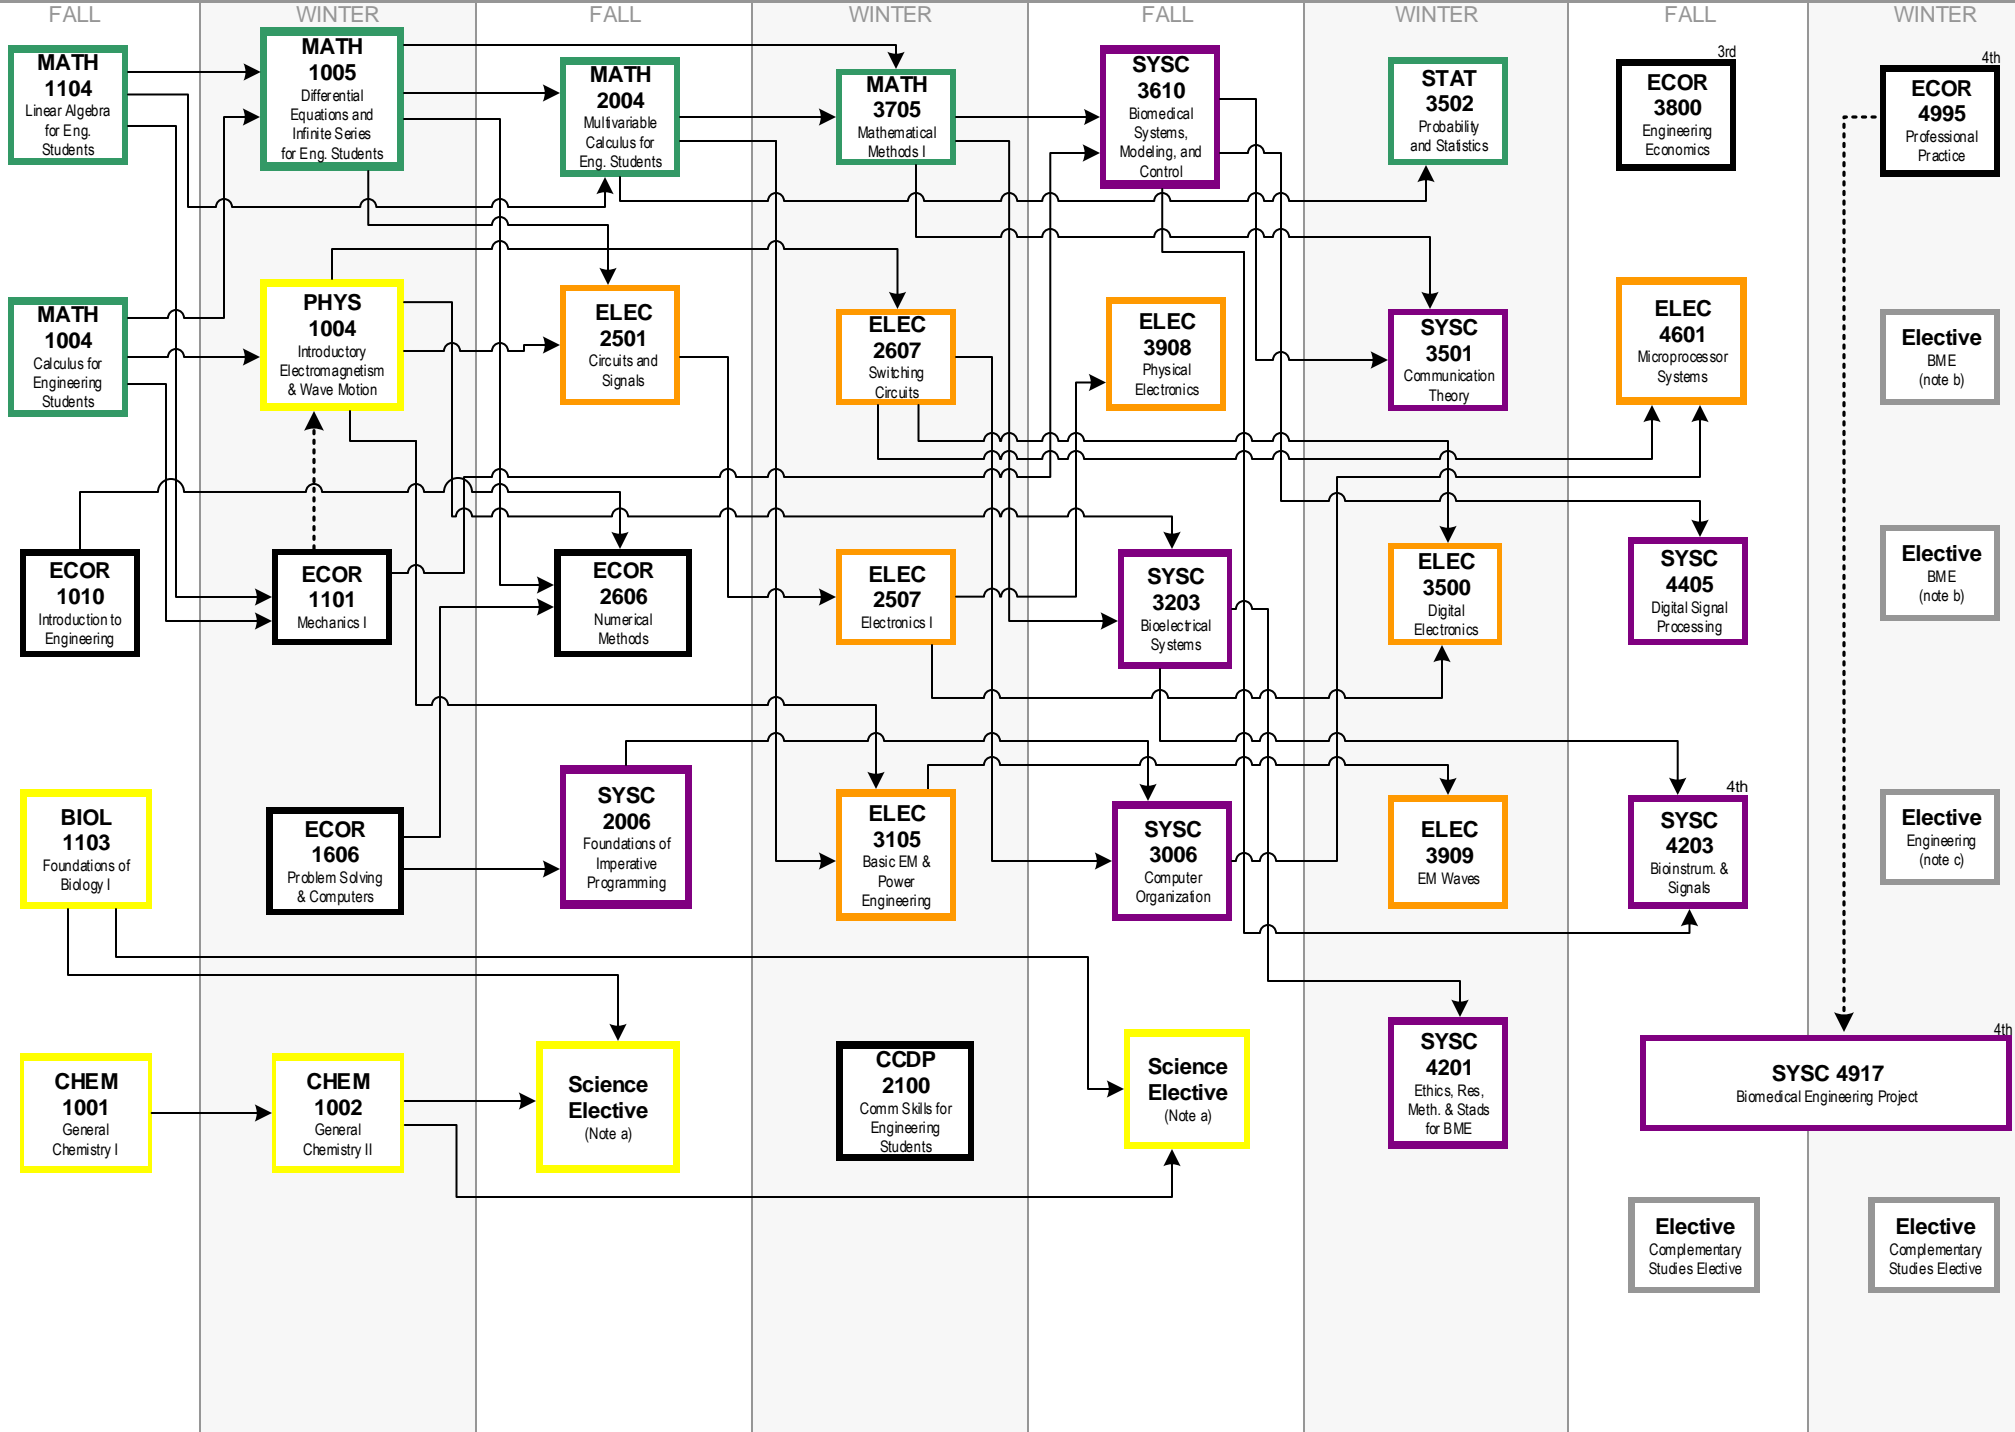 FALL
WINTER
FALL
WINTER
FALL
WINTER
FALL
WINTER
MATH
1104
Linear Algebra
for Eng.
Students
MATH
1004
Calculus for
Engineering
Students
ECOR
1010
Introduction to
Engineering
BIOL
1103
Foundations of
Biology I
CHEM
1001
General
Chemistry I
MATH
1005
Differential
Equations and
Infinite Series
for Eng. Students
PHYS
1004
Introductory
Electromagnetism
& Wave Motion
ECOR
1101
Mechanics I
ECOR
1606
Problem Solving
& Computers
CHEM
1002
General
Chemistry II
MATH
2004
Multivariable
Calculus for
Eng. Students
ELEC
2501
Circuits and
Signals
ECOR
2606
Numerical
Methods
SYSC
2006
Foundations of
Imperative
Programming
Science
Elective
(Note a)
MATH
3705
Mathematical
Methods I
ELEC
2607
Switching
Circuits
ELEC
2507
Electronics I
ELEC
3105
Basic EM &
Power
Engineering
CCDP
2100
Comm Skills for
Engineering
Students
SYSC
3610
Biomedical
Systems,
Modeling, and
Control
ELEC
3908
Physical
Electronics
SYSC
3203
Bioelectrical
Systems
SYSC
3006
Computer
Organization
Science
Elective
(Note a)
STAT
3502
Probability
and Statistics
SYSC
3501
Communication
Theory
ELEC
3500
Digital
Electronics
ELEC
3909
EM Waves
SYSC
4201
Ethics, Res,
Meth. & Stads
for BME
3rd
ECOR
3800
Engineering
Economics
ELEC
4601
Microprocessor
Systems
SYSC
4405
Digital Signal
Processing
4th
SYSC
4203
Bioinstrum. &
Signals
4th
SYSC 4917
Biomedical Engineering Project
Elective
Complementary
Studies Elective
4th
ECOR
4995
Professional
Practice
Elective
BME
(note b)
Elective
BME
(note b)
Elective
Engineering
(note c)
Elective
Complementary
Studies Elective